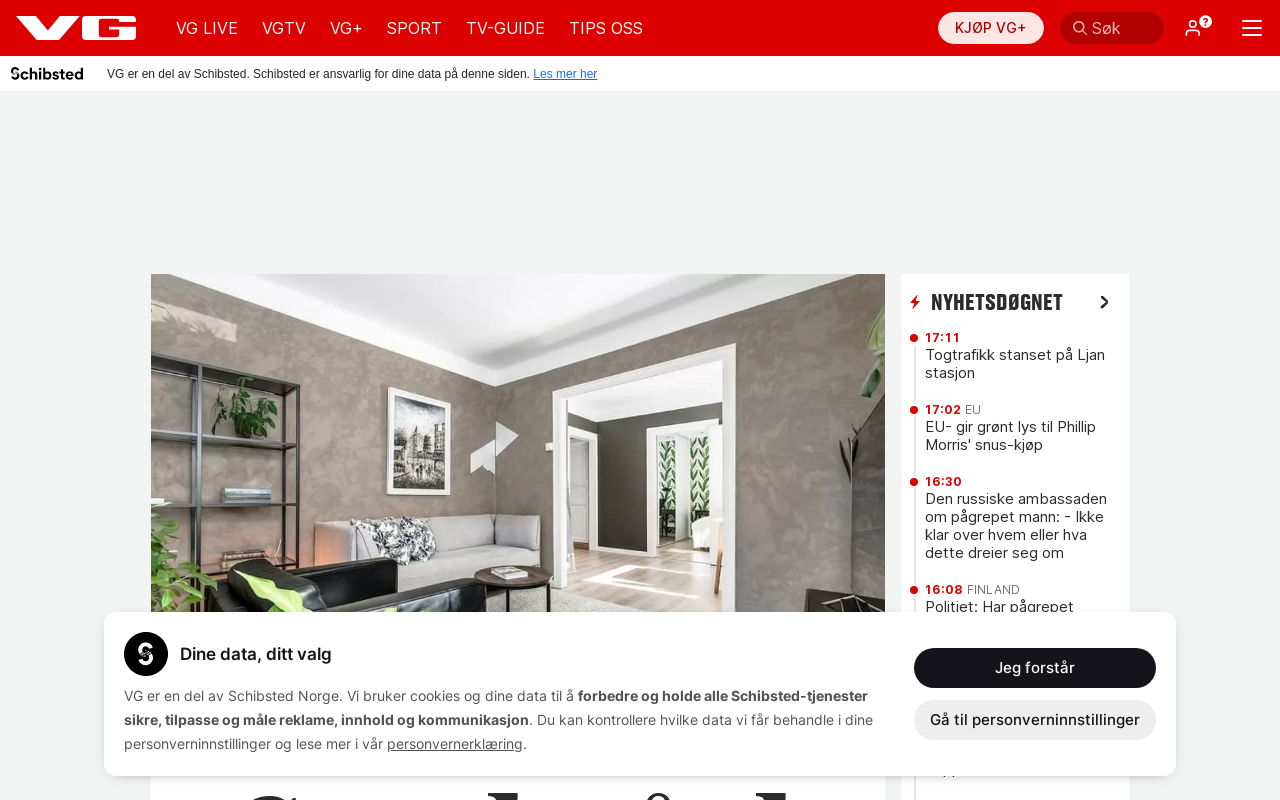 VG
VG LIVE
VGTV
VG+
SPORT
TV-GUIDE
TIPS OSS
KJØP VG+
Søk
?
Schibsted
VG er en del av Schibsted. Schibsted er ansvarlig for dine data på denne siden. Les mer her
NYHETSDØGNET
17:11
Togtrafikk stanset på Ljan
stasjon
17:02 EU
EU- gir grønt lys til Phillip
Morris' snus-kjøp
16:30
Den russiske ambassaden
om pågrepet mann: - Ikke
klar over hvem eller hva
dette dreier seg om
16:08 FINLAND
Politiet: Har pågrepet
Dine data, ditt valg
VG er en del av Schibsted Norge. Vi bruker cookies og dine data til å forbedre og holde alle Schibsted-tjenester
sikre, tilpasse og måle reklame, innhold og kommunikasjon. Du kan kontrollere hvilke data vi får behandle i dine
personverninnstillinger og lese mer i vår personvernerklæring.
Jeg forstår
Gå til personverninnstillinger